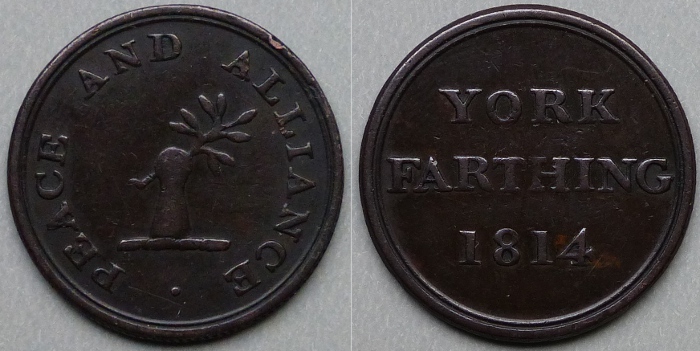 PEACE AND ALLIANCE
YORK
FARTHING
1814